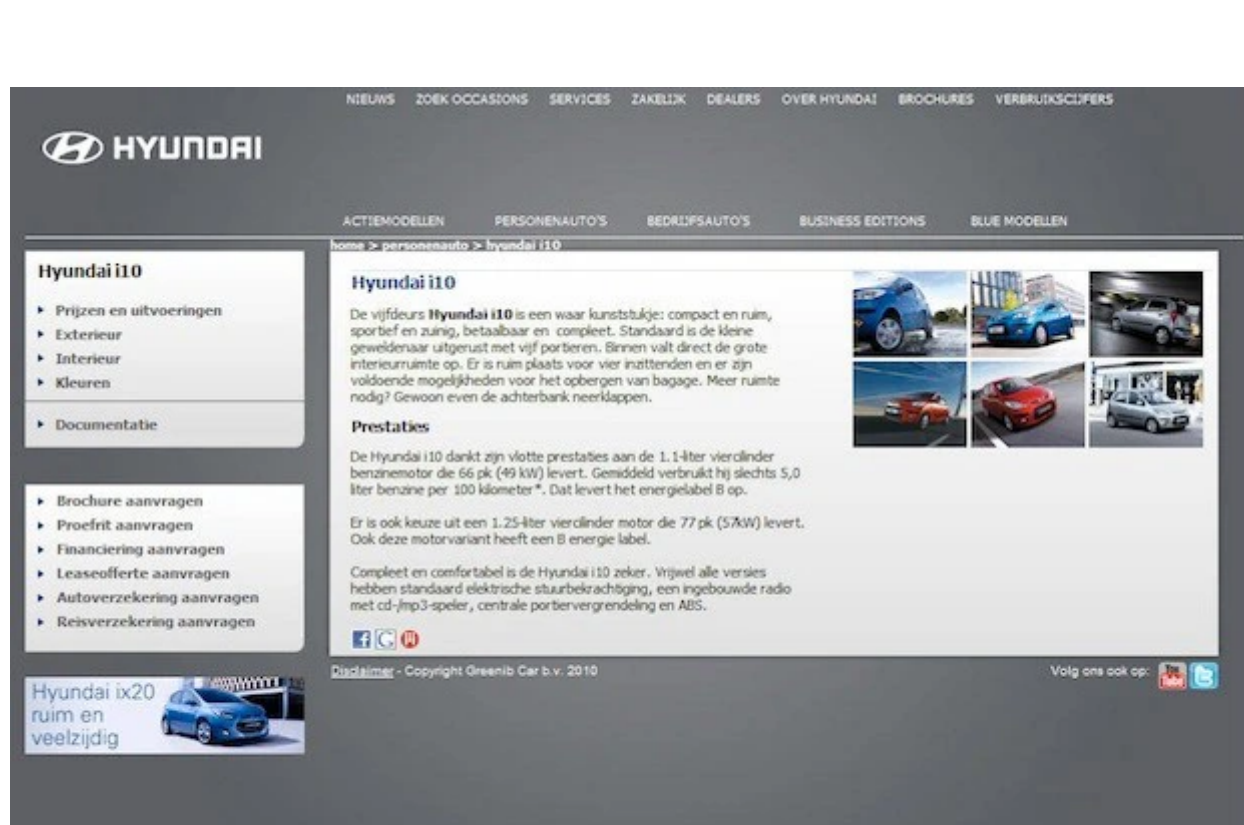 NIEUWS ZOEK OCCASIONS SERVICES ZAKELIJK DEALERS OVER HYUNDAI BROCHURES VERBRUIKSCIJFERS
HYUNDAI
ACTIEMODELLEN PERSONENAUTO'S BEDRIJFSAUTO'S BUSINESS EDITIONS BLUE MODELLEN
home > personenauto > hyundai i10
Hyundai i10
Prijzen en uitvoeringen
Exterieur
Interieur
Kleuren
Documentatie
Brochure aanvragen
Proefrit aanvragen
Financiering aanvragen
Leaseofferte aanvragen
Autoverzekering aanvragen
Reisverzekering aanvragen
Hyundai ix20
ruim en
veelzijdig
Hyundai i10
De vijfdeurs Hyundai i10 is een waar kunststukje: compact en ruim,
sportief en zuinig, betaalbaar en compleet. Standaard is de kleine
geweldenaar uitgerust met vijf portieren. Binnen valt direct de grote
interieurruimte op. Er is ruim plaats voor vier inzittenden en er zijn
voldoende mogelijkheden voor het opbergen van bagage. Meer ruimte
nodig? Gewoon even de achterbank neerklappen.
Prestaties
De Hyundai i10 dankt zijn vlotte prestaties aan de 1.1-liter viercilinder
benzinemotor die 66 pk (49 kW) levert. Gemiddeld verbruikt hij slechts 5,0
liter benzine per 100 kilometer*. Dat levert het energielabel B op.
Er is ook keuze uit een 1.25-liter viercilinder motor die 77 pk (57kW) levert.
Ook deze motorvariant heeft een B energie label.
Compleet en comfortabel is de Hyundai i10 zeker. Vrijwel alle versies
hebben standaard elektrische stuurbekrachtiging, een ingebouwde radio
met cd-/mp3-speler, centrale portiervergrendeling en ABS.
Disclaimer - Copyright Greenib Car b.v. 2010
Volg ons ook op:
You
Tube